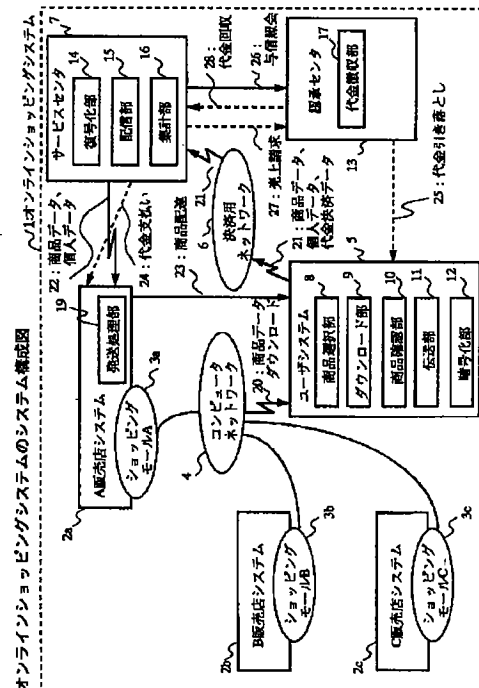 オンラインショッピングシステムのシステム構成図
1オンラインショッピングシステム
2a
A販売店システム
発送処理部
19
ショッピング
モールA
3a
22：商品データ、
個人データ
24：代金支払い
23：商品配達
7
サービスセンタ
復号化部
14
配信部
15
集計部
16
28：代金回収
26：与信照会
27：売上請求
17
代金徴収部
13
25：代金引き落とし
決済用
ネットワーク
6
21
21：商品データ、
個人データ、
代金決済データ
コンピュータ
ネットワーク
4
20：商品データ
ダウンロード
5
ユーザシステム
商品選択部
8
ダウンロード部
9
商品確認部
10
伝送部
11
暗号化部
12
2b
B販売店システム
ショッピング
モールB
3b
2c
C販売店システム
ショッピング
モールC
3c